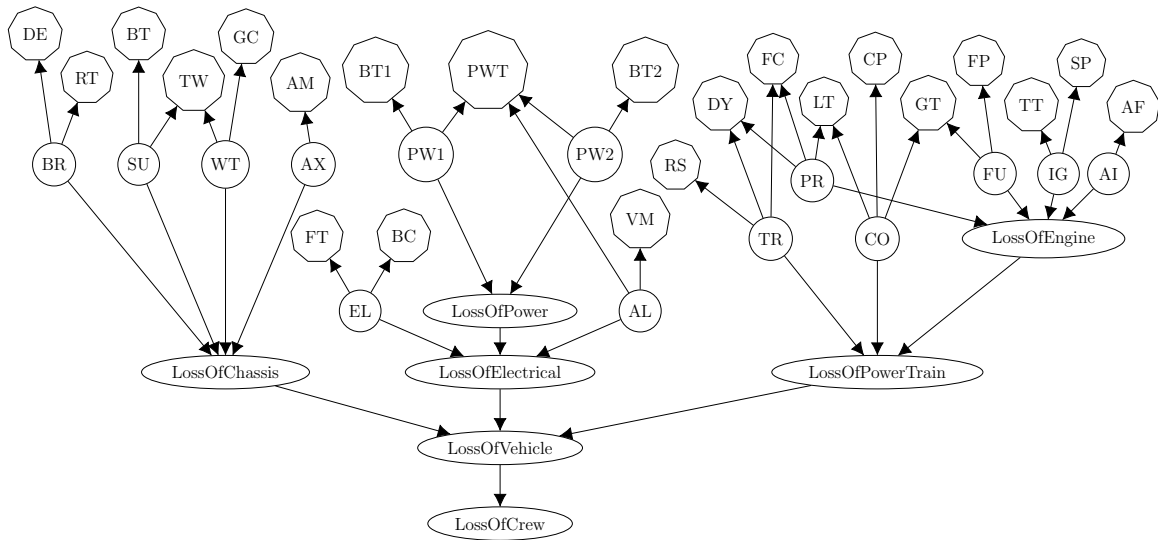 DE
BT
GC
RT
TW
AM
BT1
PWT
BT2
FC
CP
FP
SP
DY
LT
GT
TT
AF
BR
SU
WT
AX
PW1
PW2
RS
PR
FU
IG
AI
FT
BC
VM
TR
CO
LossOfEngine
EL
LossOfPower
AL
LossOfChassis
LossOfElectrical
LossOfPowerTrain
LossOfVehicle
LossOfCrew